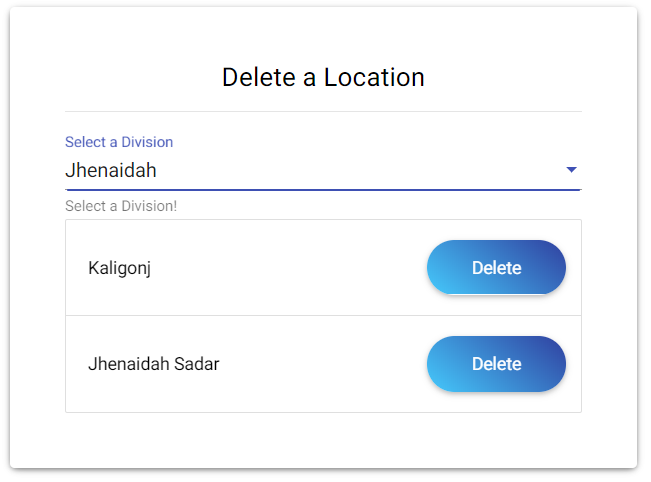 Delete a Location
Select a Division
Jhenaidah
Select a Division!
Kaligonj Delete
Jhenaidah Sadar Delete